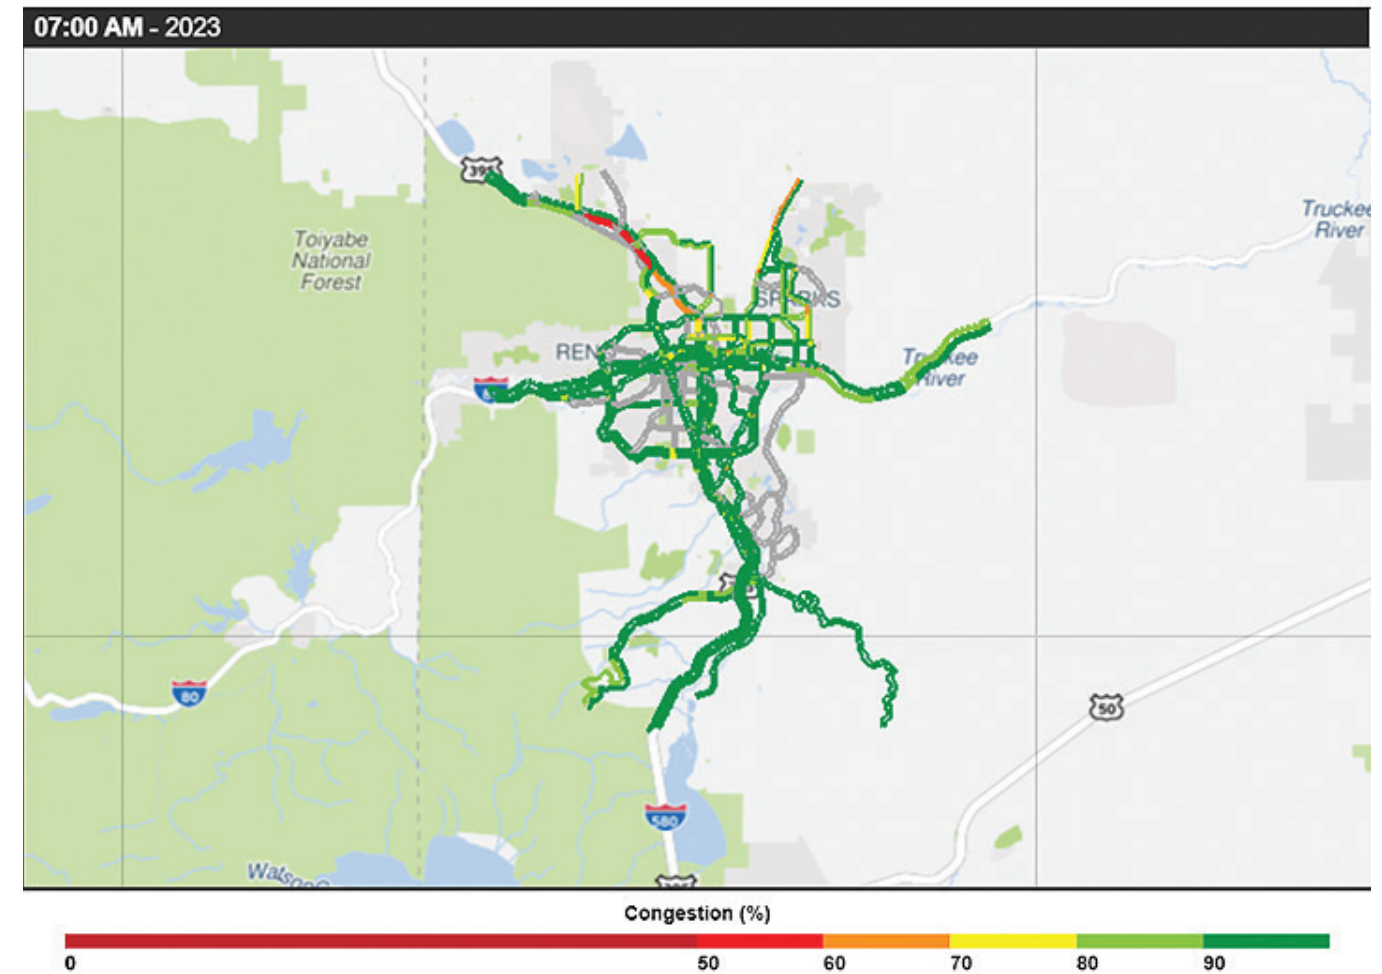 07:00 AM - 2023
395
Truckee
River
Toiyabe
National
Forest
SPARKS
REN
Truckee
River
80
50
580
Congestion (%)
0 50 60 70 80 90